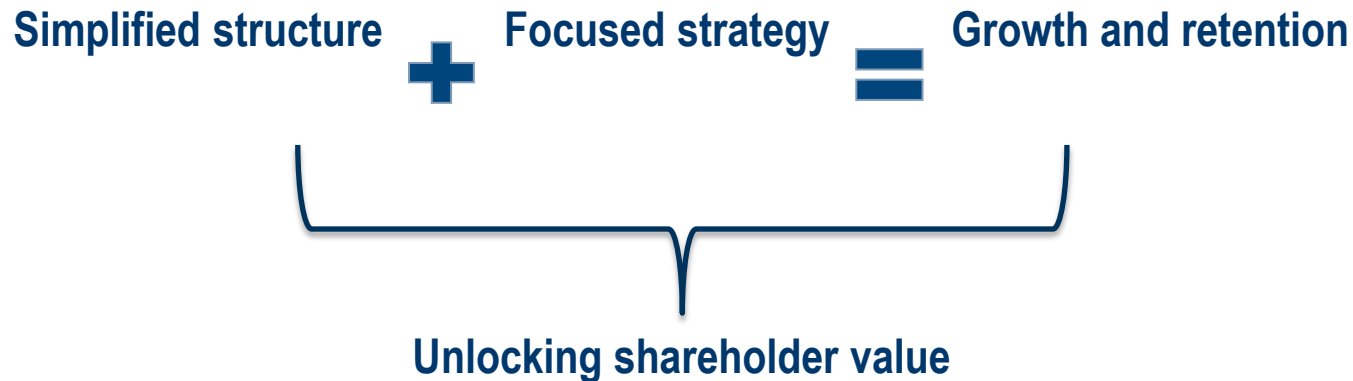 Simplified structure + Focused strategy = Growth and retention
Unlocking shareholder value